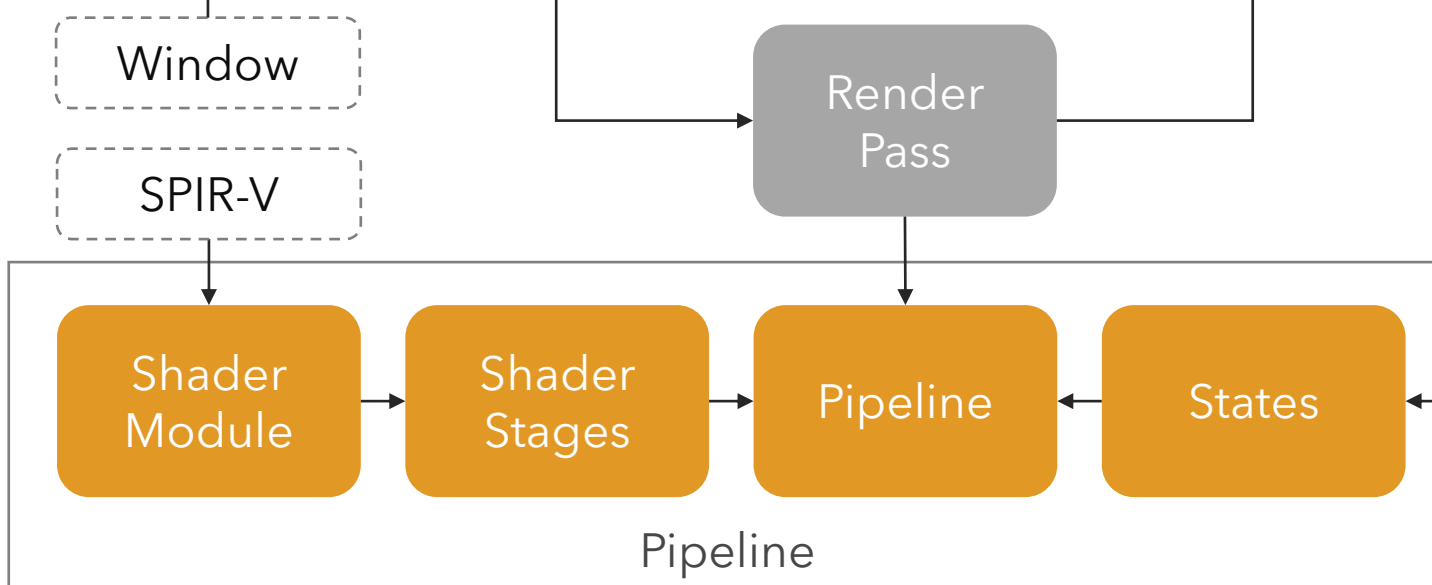 Window
Render
Pass
SPIR-V
Shader
Module
Shader
Stages
Pipeline
States
Pipeline